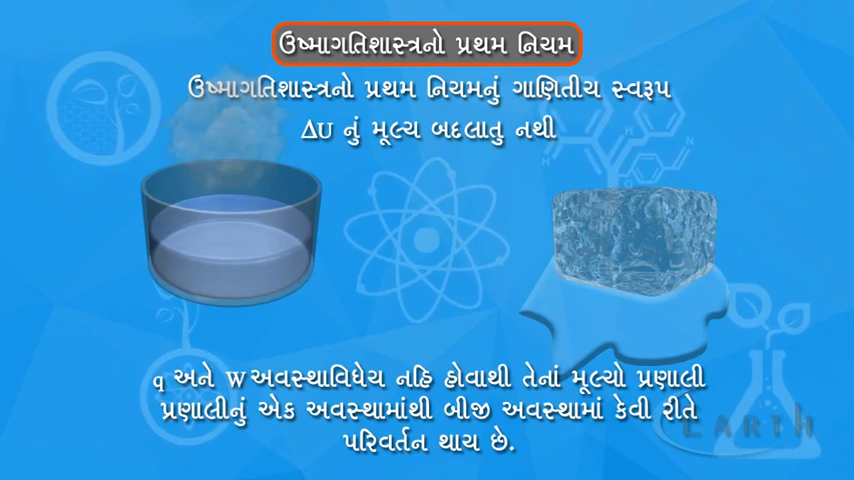 ઉષ્માગતિશાસ્ત્રનો પ્રથમ નિયમ
ઉષ્માગતિશાસ્ત્રનો પ્રથમ નિયમનું ગાણિતીય સ્વરૂપ
ΔU નું મૂલ્ય બદલાતુ નથી
q અને W અવસ્થાવિધેય નહિ હોવાથી તેનાં મૂલ્યો પ્રણાલી
પ્રણાલીનું એક અવસ્થામાંથી બીજી અવસ્થામાં કેવી રીતે
પરિવર્તન થાય છે.
EARTH